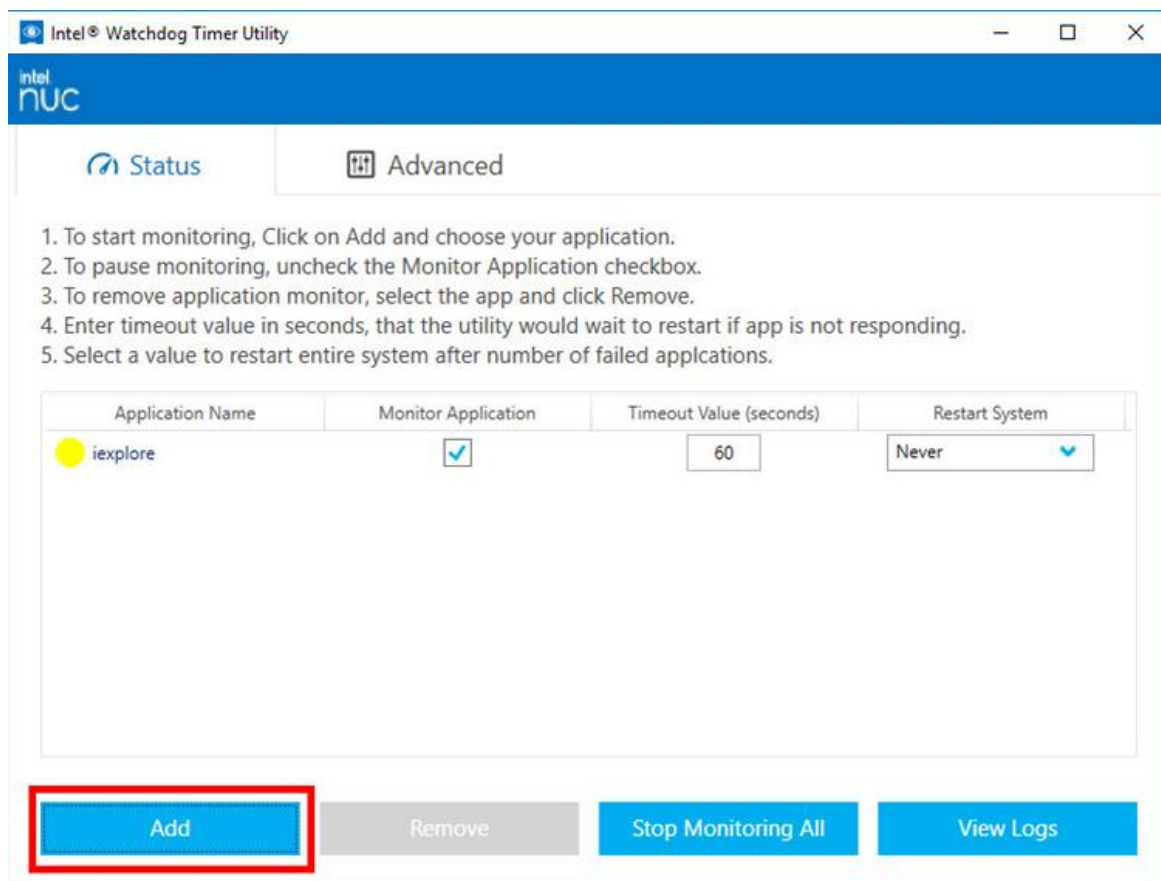 Intel® Watchdog Timer Utility
intel
nuc
Status
Advanced
1. To start monitoring, Click on Add and choose your application.
2. To pause monitoring, uncheck the Monitor Application checkbox.
3. To remove application monitor, select the app and click Remove.
4. Enter timeout value in seconds, that the utility would wait to restart if app is not responding.
5. Select a value to restart entire system after number of failed applcations.
Application Name Monitor Application Timeout Value (seconds) Restart System
iexplore 60 Never
Add Remove Stop Monitoring All View Logs